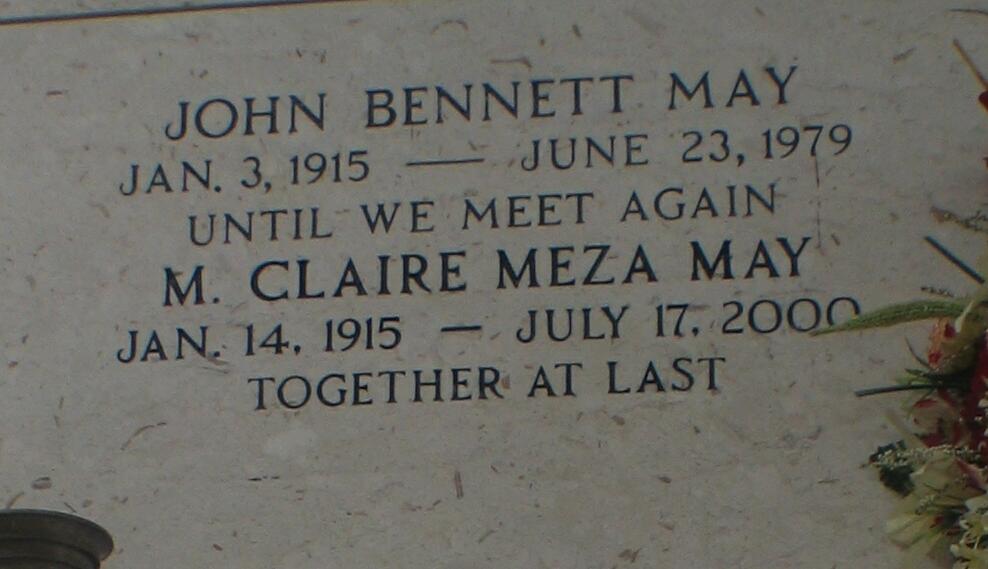 JOHN BENNETT MAY
JAN. 3, 1915 — JUNE 23, 1979
UNTIL WE MEET AGAIN
M. CLAIRE MEZA MAY
JAN. 14, 1915 — JULY 17, 2000
TOGETHER AT LAST